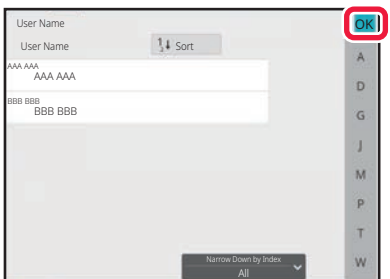 User Name
OK
User Name
Sort
A
AAA AAA
AAA AAA
D
BBB BBB
BBB BBB
G
J
M
P
T
Narrow Down by Index
W
All